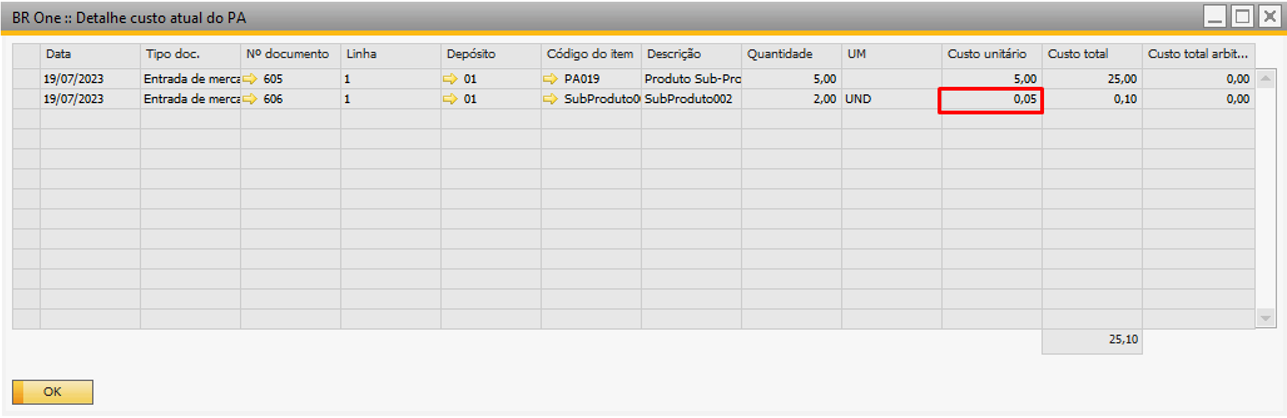 BR One :: Detalhe custo atual do PA
Data Tipo doc. Nº documento Linha Depósito Código do item Descrição Quantidade UM Custo unitário Custo total Custo total arbit...
19/07/2023 Entrada de merca 605 1 01 PA019 Produto Sub-Pro 5,00 5,00 25,00 0,00
19/07/2023 Entrada de merca 606 1 01 SubProduto0 SubProduto002 2,00 UND 0,05 0,10 0,00
25,10
OK